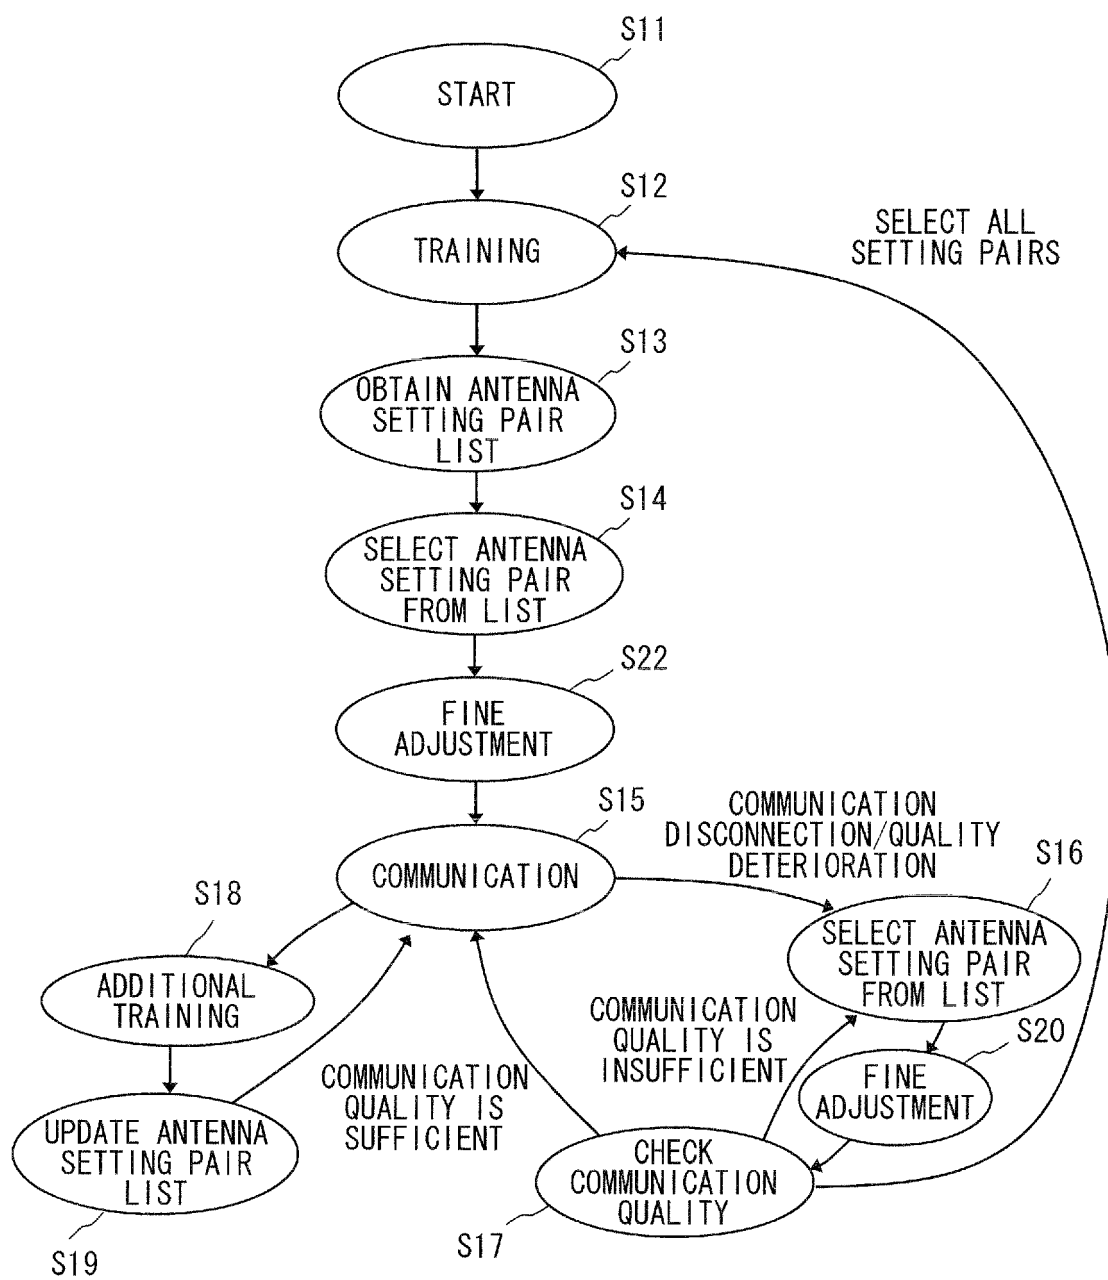 S11
START
S12
TRAINING
SELECT ALL
SETTING PAIRS
S13
OBTAIN ANTENNA
SETTING PAIR
LIST
S14
SELECT ANTENNA
SETTING PAIR
FROM LIST
S22
FINE
ADJUSTMENT
S15
COMMUNICATION
COMMUNICATION
DISCONNECTION/QUALITY
DETERIORATION
S16
SELECT ANTENNA
SETTING PAIR
FROM LIST
S18
ADDITIONAL
TRAINING
COMMUNICATION
QUALITY IS
INSUFFICIENT
S20
FINE
ADJUSTMENT
COMMUNICATION
QUALITY IS
SUFFICIENT
UPDATE ANTENNA
SETTING PAIR
LIST
S19
CHECK
COMMUNICATION
QUALITY
S17